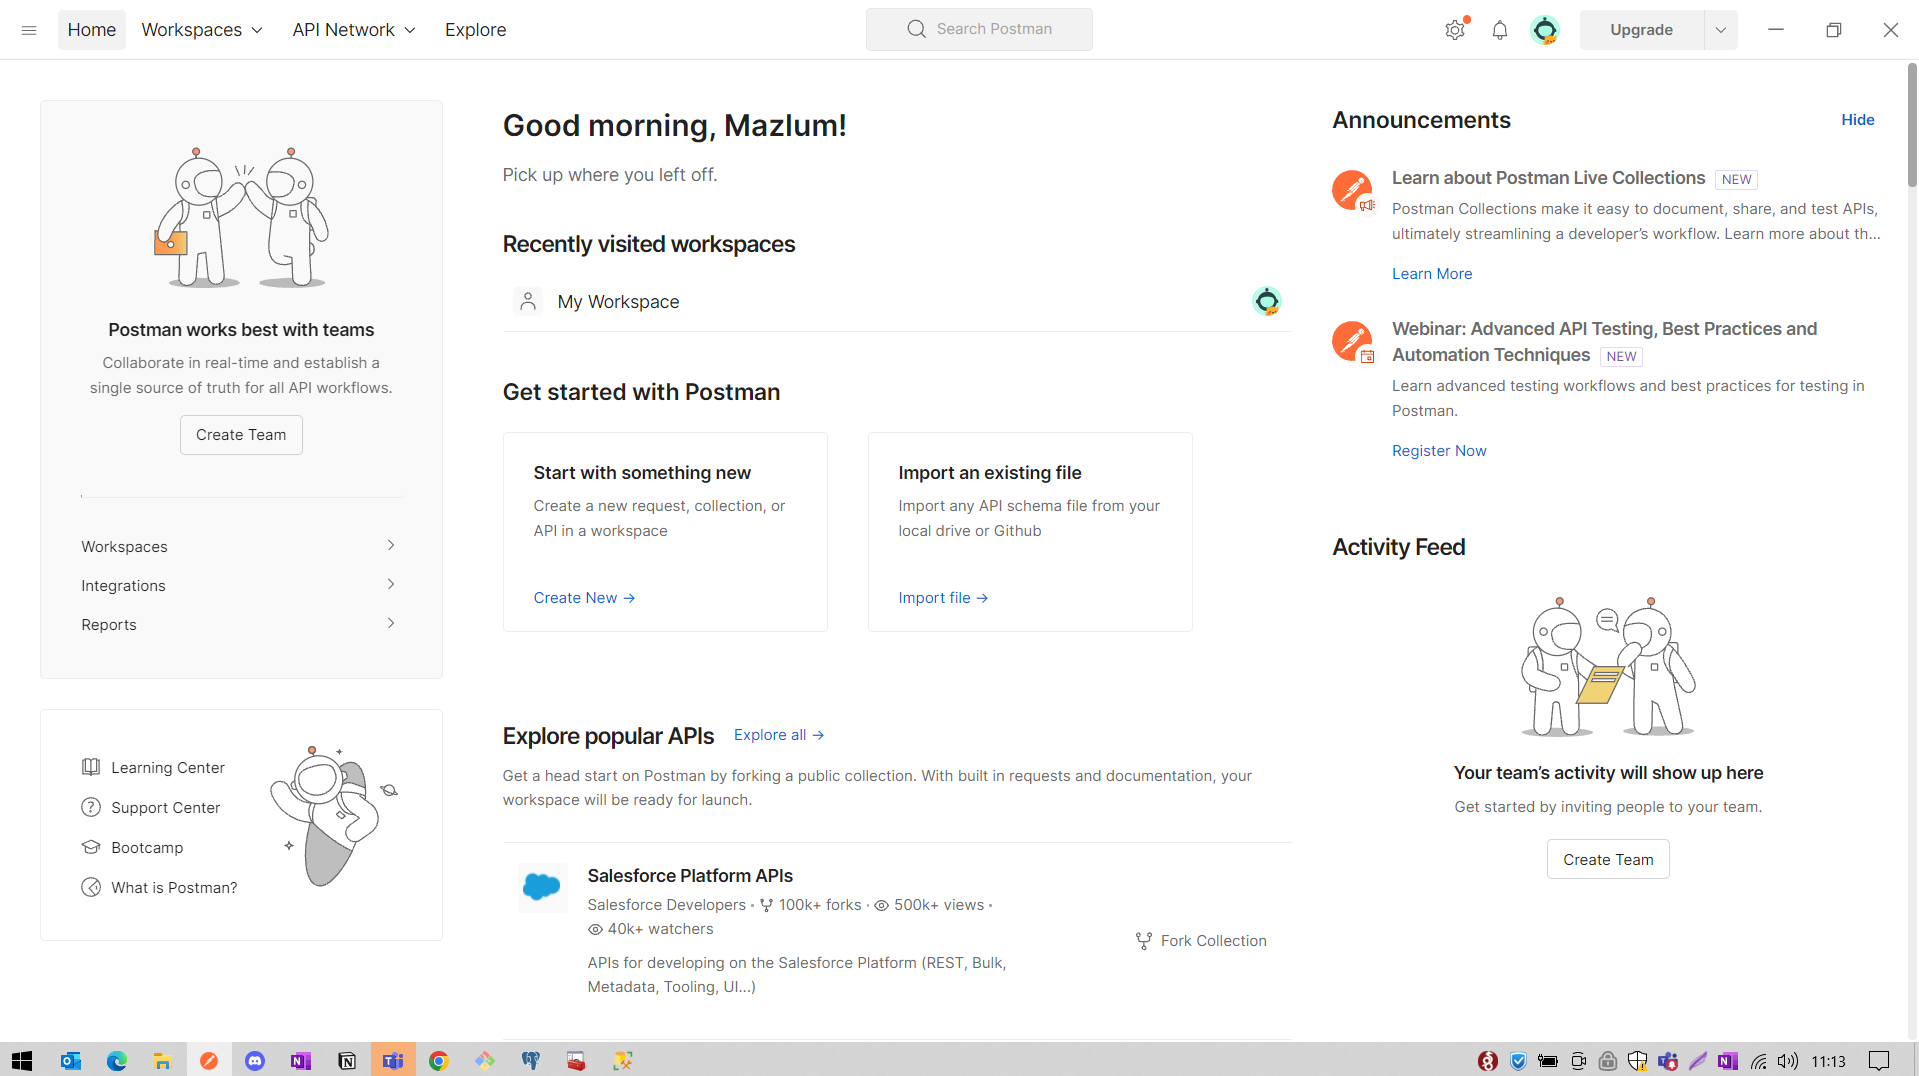 Home
Workspaces
API Network
Explore
Search Postman
Upgrade
Postman works best with teams
Collaborate in real-time and establish a
single source of truth for all API workflows.
Create Team
Workspaces
Integrations
Reports
Learning Center
Support Center
Bootcamp
What is Postman?
Good morning, Mazlum!
Pick up where you left off.
Recently visited workspaces
My Workspace
Get started with Postman
Start with something new
Create a new request, collection, or
API in a workspace
Create New →
Import an existing file
Import any API schema file from your
local drive or Github
Import file →
Explore popular APIs
Explore all →
Get a head start on Postman by forking a public collection. With built in requests and documentation, your
workspace will be ready for launch.
Salesforce Platform APIs
Salesforce Developers • 100k+ forks • 500k+ views •
40k+ watchers
APIs for developing on the Salesforce Platform (REST, Bulk,
Metadata, Tooling, UI...)
Fork Collection
Announcements
Hide
Learn about Postman Live Collections NEW
Postman Collections make it easy to document, share, and test APIs,
ultimately streamlining a developer’s workflow. Learn more about th...
Learn More
Webinar: Advanced API Testing, Best Practices and
Automation Techniques NEW
Learn advanced testing workflows and best practices for testing in
Postman.
Register Now
Activity Feed
Your team’s activity will show up here
Get started by inviting people to your team.
Create Team
11:13